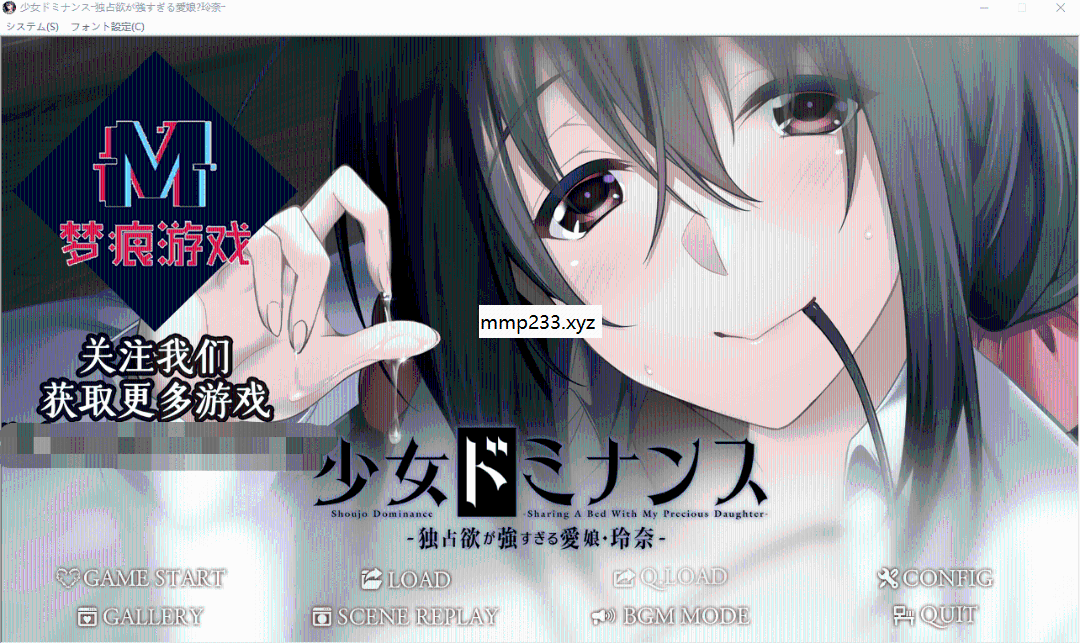 少女ドミナンス-独占欲が強すぎる愛娘?玲奈-
システム(S) フォント設定(C)
M
梦痕游戏
关注我们
获取更多游戏
mmp233.xyz
少女ドミナンス
Shoujo Dominance -Sharing A Bed With My Precious Daughter-
-独占欲が強すぎる愛娘・玲奈-
GAME START LOAD Q.LOAD CONFIG
GALLERY SCENE REPLAY BGM MODE QUIT